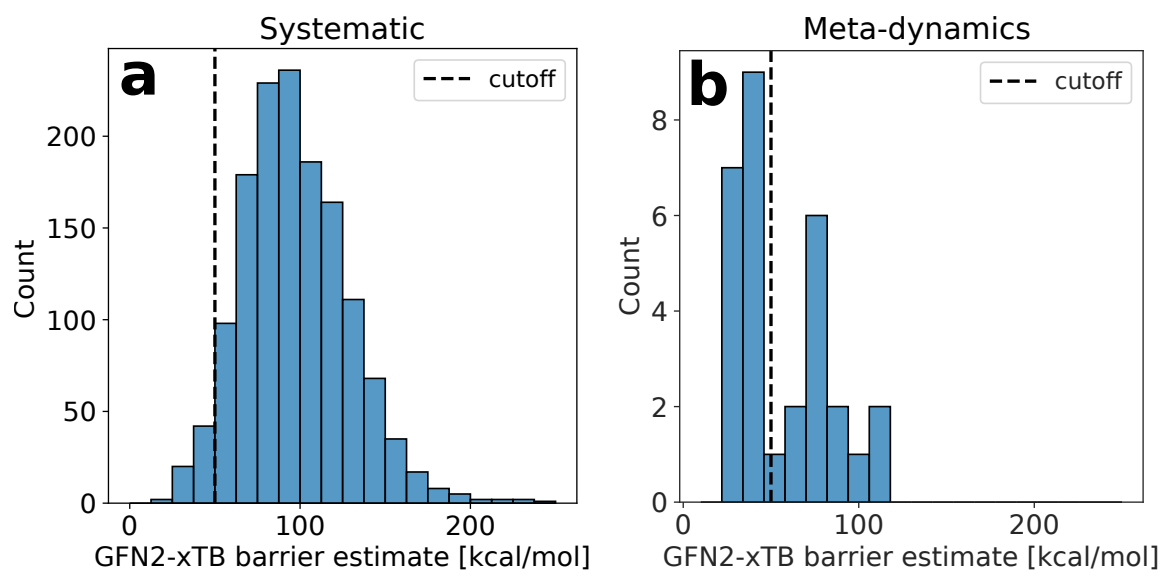 Systematic
a
cutoff
Count
200
150
100
50
0
0 100 200
GFN2-xTB barrier estimate [kcal/mol]
Meta-dynamics
b
cutoff
Count
8
6
4
2
0
0 100 200
GFN2-xTB barrier estimate [kcal/mol]